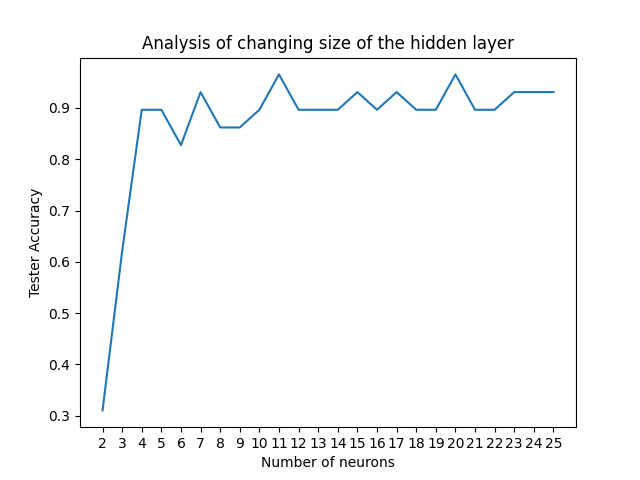 Analysis of changing size of the hidden layer
0.9
0.8
0.7
0.6
0.5
0.4
0.3
Tester Accuracy
2 3 4 5 6 7 8 9 10 11 12 13 14 15 16 17 18 19 20 21 22 23 24 25
Number of neurons